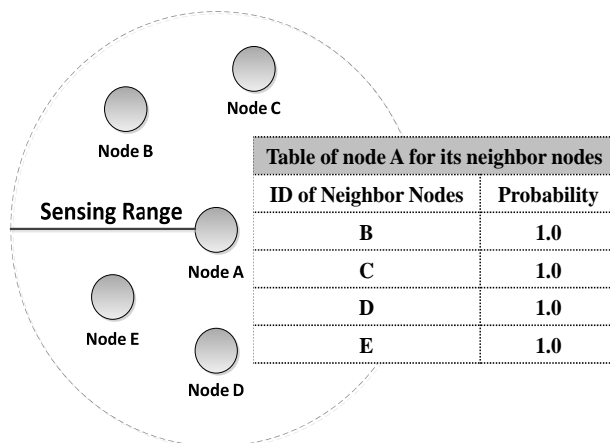 Node C
Node B
Table of node A for its neighbor nodes
ID of Neighbor Nodes Probability
B 1.0
C 1.0
D 1.0
E 1.0
Sensing Range
Node A
Node E
Node D